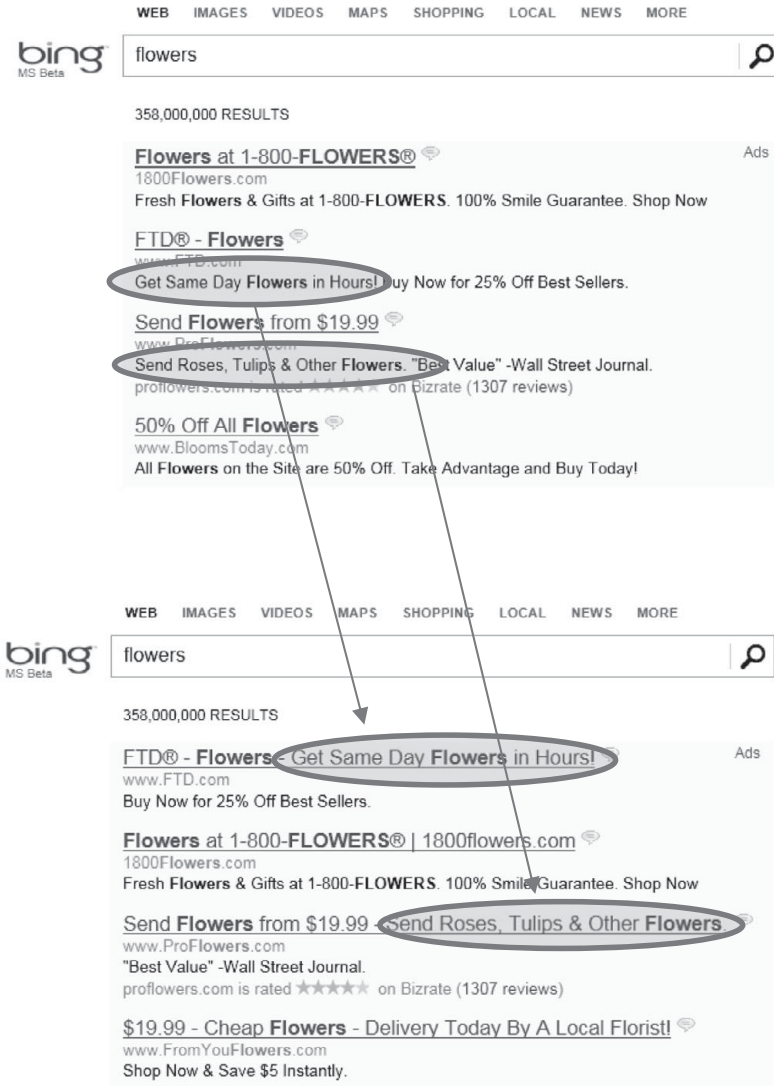 WEB IMAGES VIDEOS MAPS SHOPPING LOCAL NEWS MORE
bing
MS Beta
flowers
358,000,000 RESULTS
Flowers at 1-800-FLOWERS®
Ads
1800Flowers.com
Fresh Flowers & Gifts at 1-800-FLOWERS. 100% Smile Guarantee. Shop Now
FTD® - Flowers
www.FTD.com
Get Same Day Flowers in Hours! Buy Now for 25% Off Best Sellers.
Send Flowers from $19.99
www.ProFlowers.com
Send Roses, Tulips & Other Flowers. "Best Value" -Wall Street Journal.
proflowers.com is rated ★★★★★ on Bizrate (1307 reviews)
50% Off All Flowers
www.BloomsToday.com
All Flowers on the Site are 50% Off. Take Advantage and Buy Today!
WEB IMAGES VIDEOS MAPS SHOPPING LOCAL NEWS MORE
bing
MS Beta
flowers
358,000,000 RESULTS
FTD® - Flowers - Get Same Day Flowers in Hours!
Ads
www.FTD.com
Buy Now for 25% Off Best Sellers.
Flowers at 1-800-FLOWERS® | 1800flowers.com
1800Flowers.com
Fresh Flowers & Gifts at 1-800-FLOWERS. 100% Smile Guarantee. Shop Now
Send Flowers from $19.99 - Send Roses, Tulips & Other Flowers.
www.ProFlowers.com
"Best Value" -Wall Street Journal.
proflowers.com is rated ★★★★★ on Bizrate (1307 reviews)
$19.99 - Cheap Flowers - Delivery Today By A Local Florist!
www.FromYouFlowers.com
Shop Now & Save $5 Instantly.